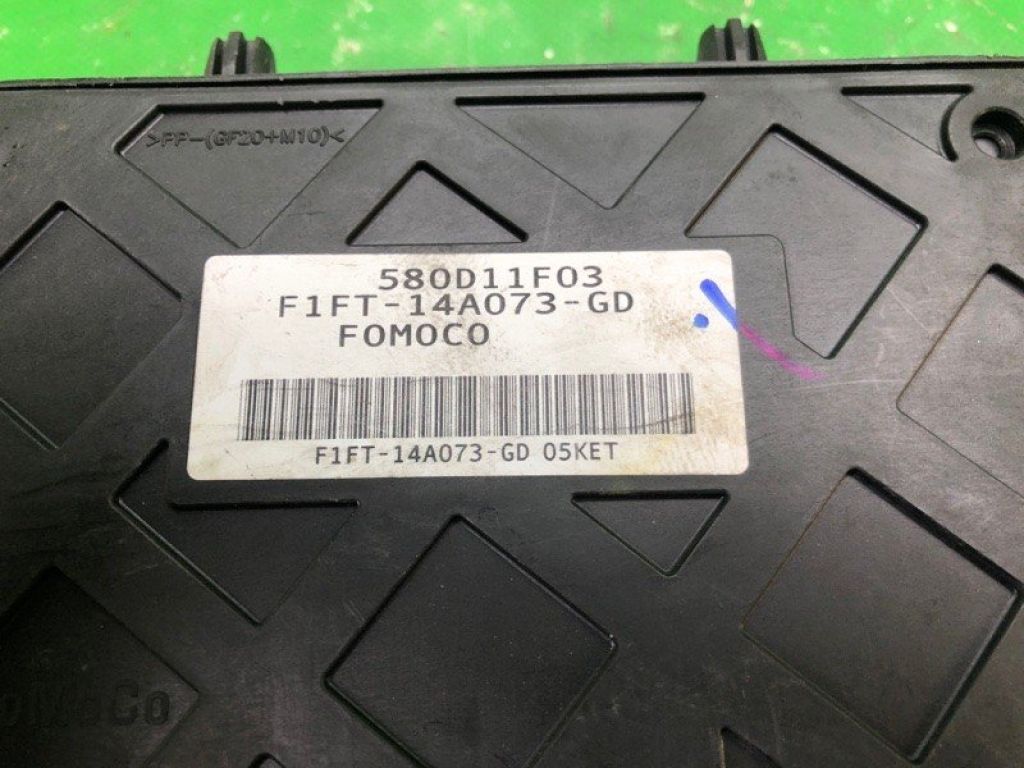 >PP-(GF20+M10)<
580D11F03
F1FT-14A073-GD
FOMOCO
F1FT-14A073-GD 05KET